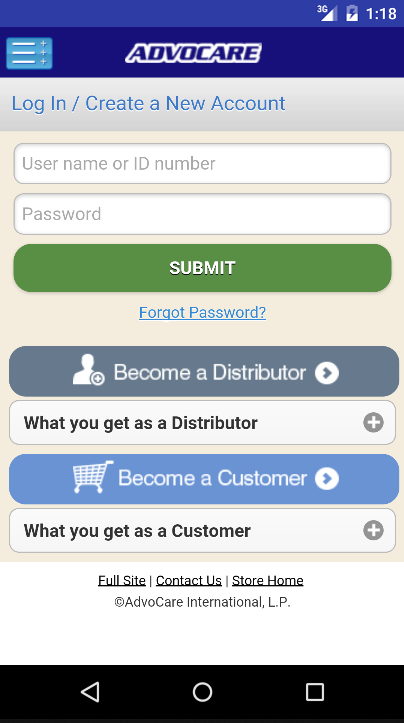 3G 1:18
ADVOCARE
Log In / Create a New Account
User name or ID number
Password
SUBMIT
Forgot Password?
Become a Distributor
What you get as a Distributor
Become a Customer
What you get as a Customer
Full Site | Contact Us | Store Home
©AdvoCare International, L.P.